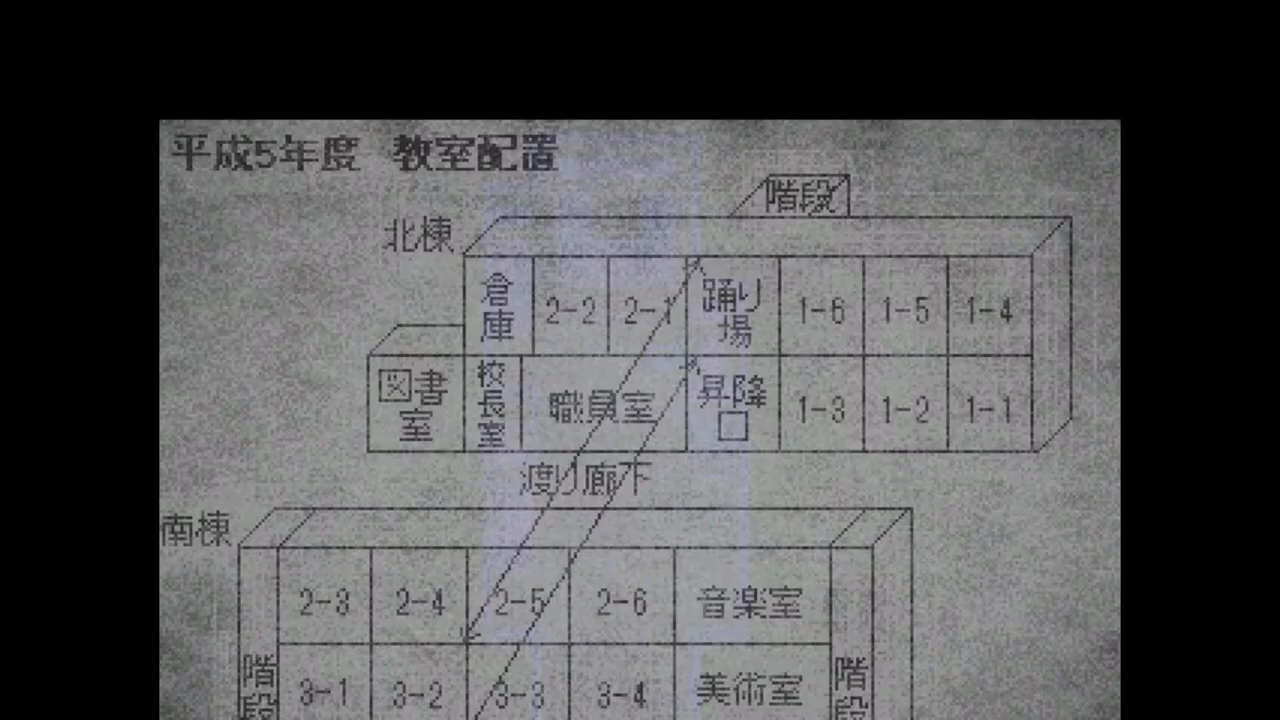 平成5年度 教室配置
階段
北棟
倉庫 2-2 2-1 踊り場 1-6 1-5 1-4
図書室 校長室 職員室 昇降口 1-3 1-2 1-1
渡り廊下
南棟
2-3 2-4 2-5 2-6 音楽室
階段 3-1 3-2 3-3 3-4 美術室 階段